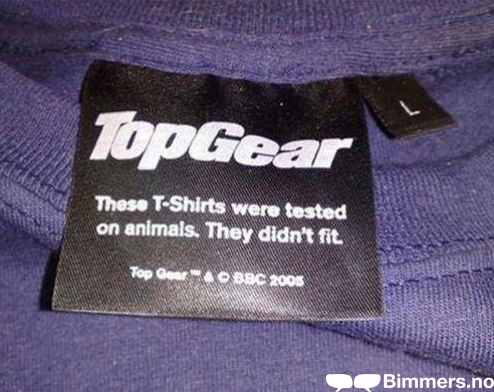 TopGear
L
These T-Shirts were tested
on animals. They didn't fit.
Top Gear™ & © BBC 2005
Bimmers.no